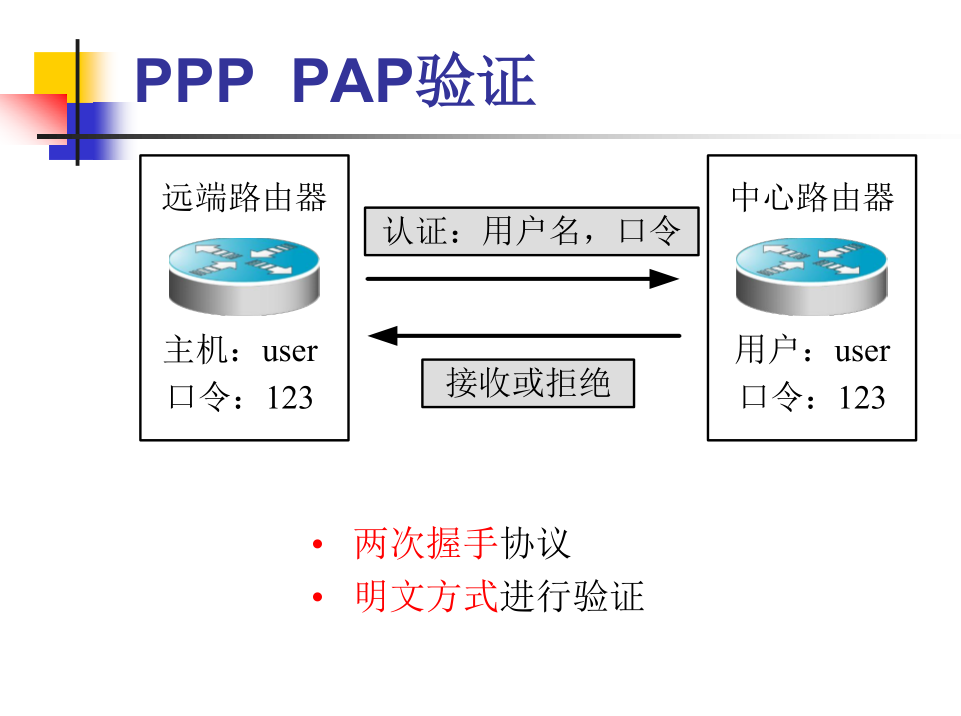 PPP PAP验证
远端路由器
主机：user
口令：123
认证：用户名，口令
接收或拒绝
中心路由器
用户：user
口令：123
• 两次握手协议
• 明文方式进行验证